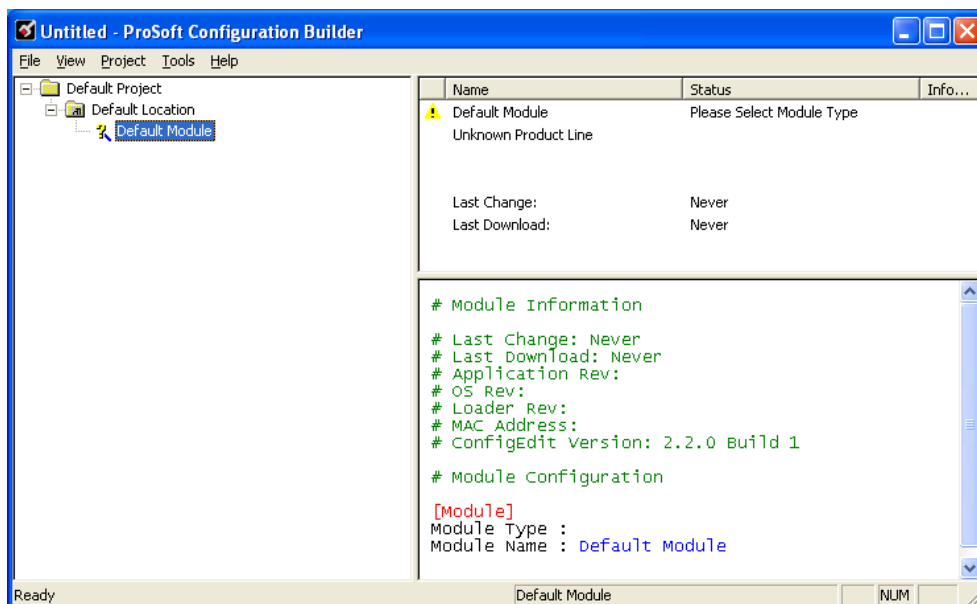 Untitled - ProSoft Configuration Builder
File View Project Tools Help
Default Project
Default Location
Default Module
Name Status Info...
Default Module Please Select Module Type
Unknown Product Line
Last Change: Never
Last Download: Never
# Module Information
# Last Change: Never
# Last Download: Never
# Application Rev:
# OS Rev:
# Loader Rev:
# MAC Address:
# ConfigEdit Version: 2.2.0 Build 1
# Module Configuration
[Module]
Module Type :
Module Name : Default Module
Ready Default Module NUM